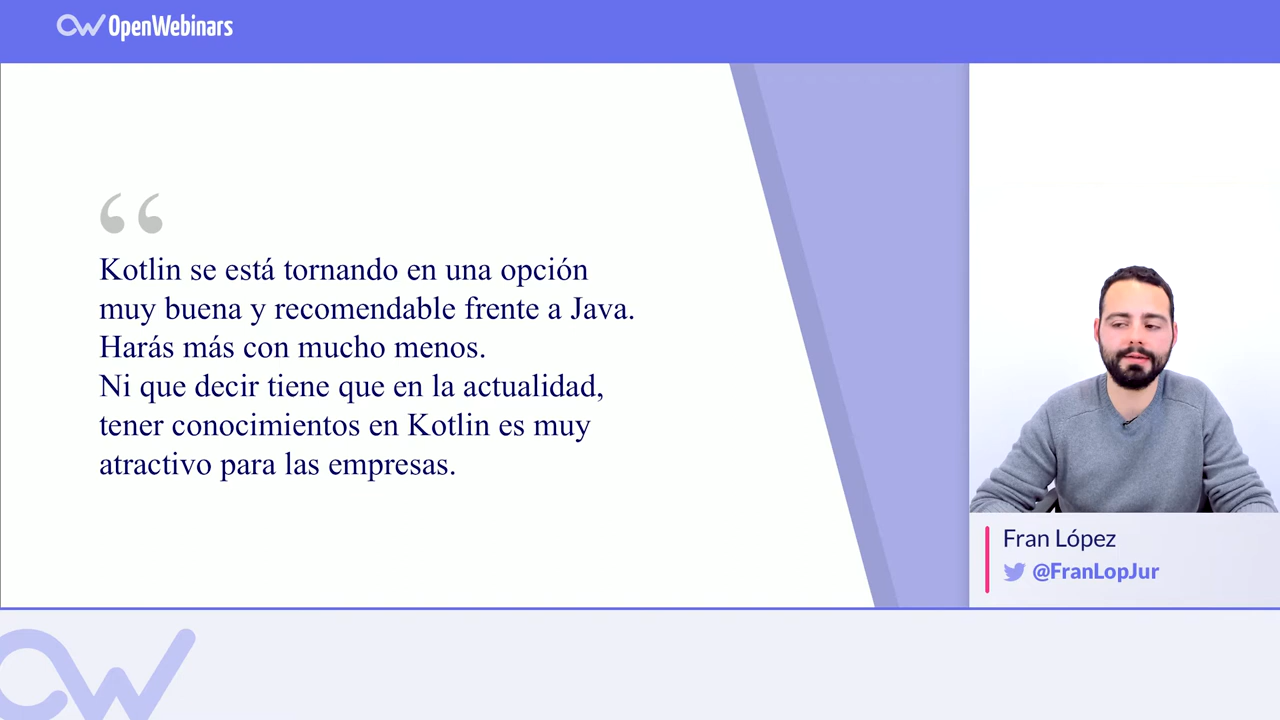 OpenWebinars
“
Kotlin se está tornando en una opción
muy buena y recomendable frente a Java.
Harás más con mucho menos.
Ni que decir tiene que en la actualidad,
tener conocimientos en Kotlin es muy
atractivo para las empresas.
Fran López
@FranLopJur